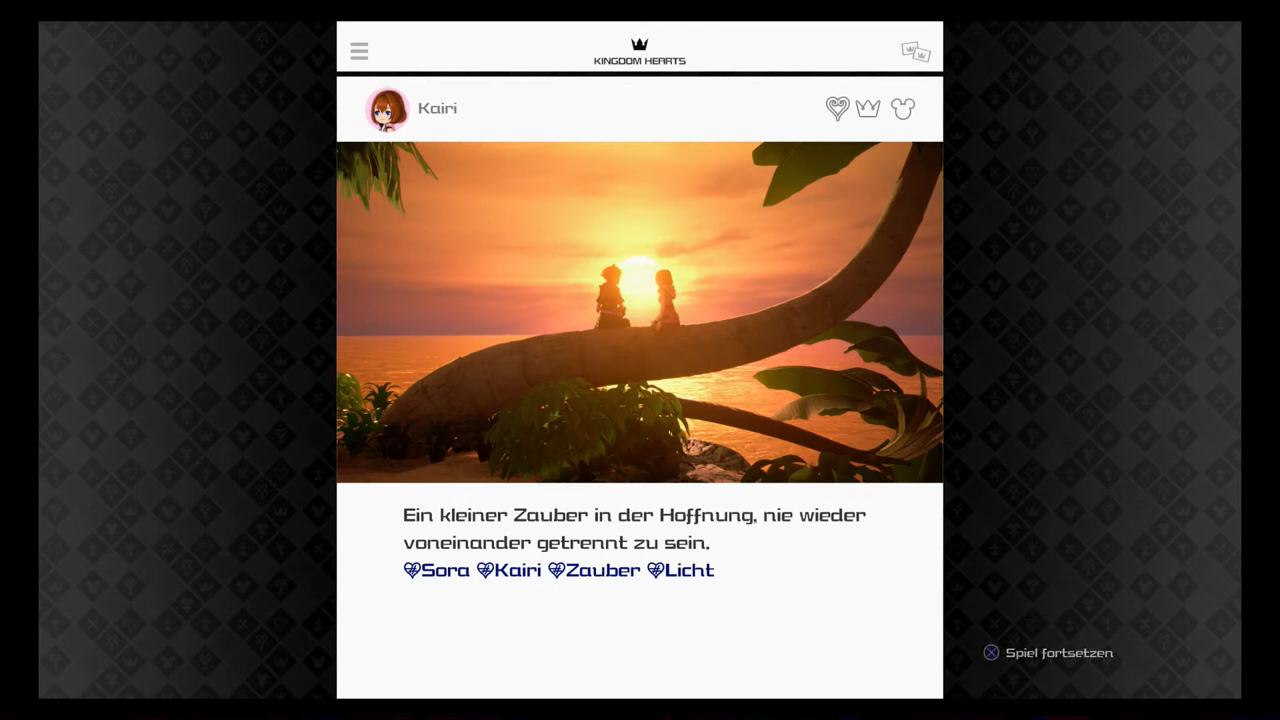 KINGDOM HEARTS
Kairi
Ein kleiner Zauber in der Hoffnung, nie wieder
voneinander getrennt zu sein.
Sora Kairi Zauber Licht
Spiel fortsetzen